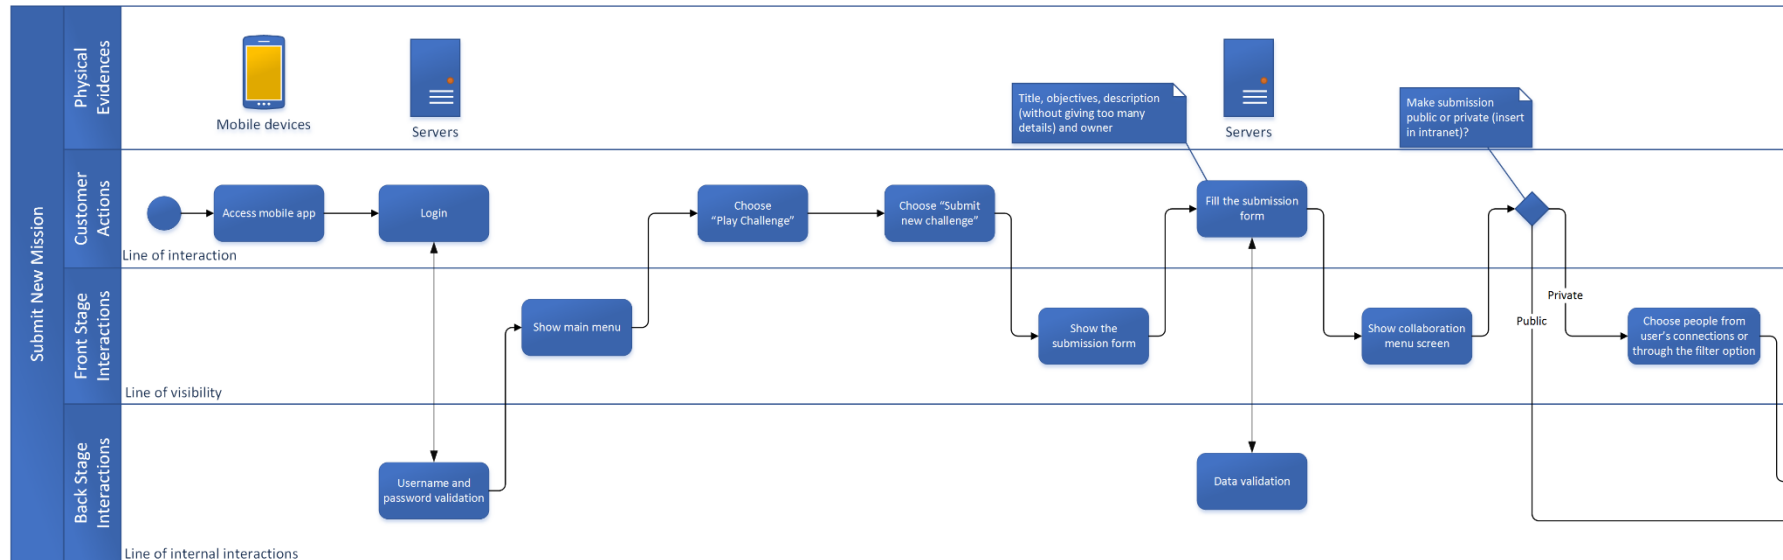 Submit New Mission
Physical
Evidences
Mobile devices
Servers
Title, objectives, description
(without giving too many
details) and owner
Servers
Make submission
public or private (insert
in intranet)?
Customer
Actions
Access mobile app
Login
Choose
“Play Challenge”
Choose “Submit
new challenge”
Fill the submission
form
Line of interaction
Front Stage
Interactions
Show main menu
Show the
submission form
Show collaboration
menu screen
Private
Public
Choose people from
user's connections or
through the filter option
Line of visibility
Back Stage
Interactions
Username and
password validation
Data validation
Line of internal interactions